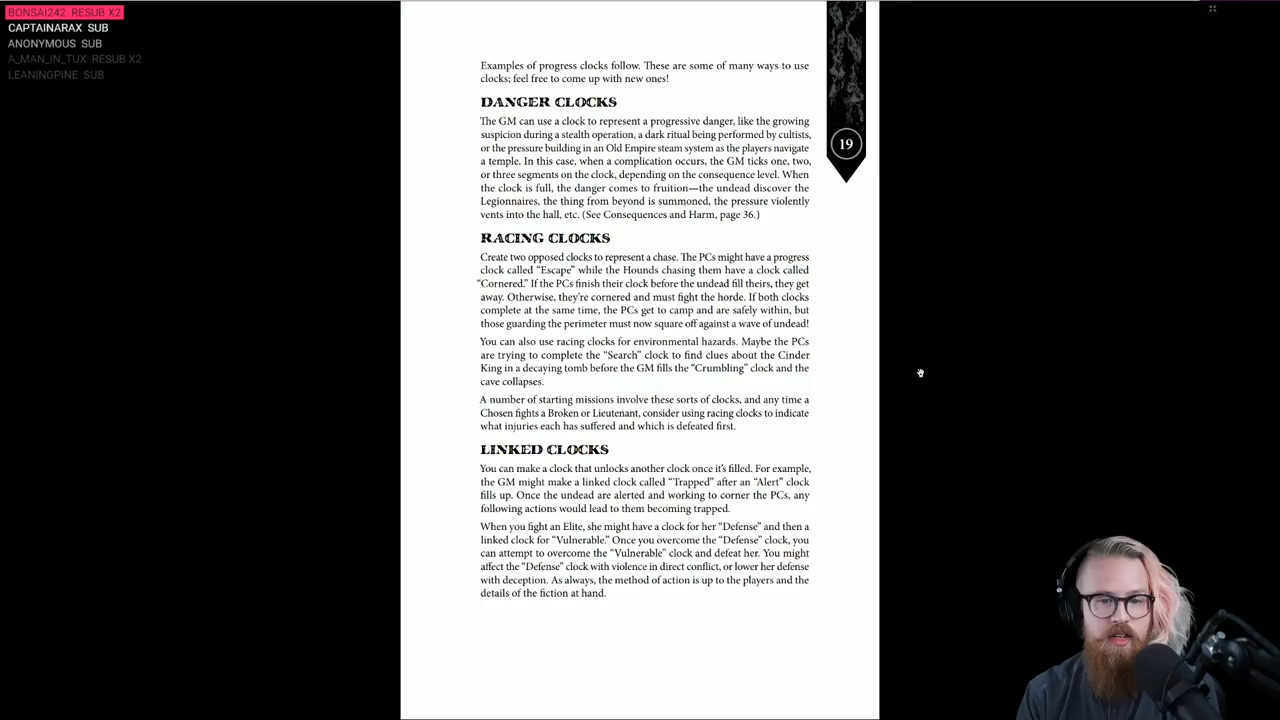 BONSAI242 RESUB X2
CAPTAINARAX SUB
ANONYMOUS SUB
A_MAN_IN_TUX RESUB X2
LEANINGPINE SUB
Examples of progress clocks follow. These are some of many ways to use
clocks; feel free to come up with new ones!
DANGER CLOCKS
The GM can use a clock to represent a progressive danger, like the growing
suspicion during a stealth operation, a dark ritual being performed by cultists,
or the pressure building in an Old Empire steam system as the players navigate
a temple. In this case, when a complication occurs, the GM ticks one, two,
or three segments on the clock, depending on the consequence level. When
the clock is full, the danger comes to fruition—the undead discover the
Legionnaires, the thing from beyond is summoned, the pressure violently
vents into the hall, etc. (See Consequences and Harm, page 36.)
19
RACING CLOCKS
Create two opposed clocks to represent a chase. The PCs might have a progress
clock called “Escape” while the Hounds chasing them have a clock called
“Cornered.” If the PCs finish their clock before the undead fill theirs, they get
away. Otherwise, they’re cornered and must fight the horde. If both clocks
complete at the same time, the PCs get to camp and are safely within, but
those guarding the perimeter must now square off against a wave of undead!
You can also use racing clocks for environmental hazards. Maybe the PCs
are trying to complete the “Search” clock to find clues about the Cinder
King in a decaying tomb before the GM fills the “Crumbling” clock and the
cave collapses.
A number of starting missions involve these sorts of clocks, and any time a
Chosen fights a Broken or Lieutenant, consider using racing clocks to indicate
what injuries each has suffered and which is defeated first.
LINKED CLOCKS
You can make a clock that unlocks another clock once it’s filled. For example,
the GM might make a linked clock called “Trapped” after an “Alert” clock
fills up. Once the undead are alerted and working to corner the PCs, any
following actions would lead to them becoming trapped.
When you fight an Elite, she might have a clock for her “Defense” and then a
linked clock for “Vulnerable.” Once you overcome the “Defense” clock, you
can attempt to overcome the “Vulnerable” clock and defeat her. You might
affect the “Defense” clock with violence in direct conflict, or lower her defense
with deception. As always, the method of action is up to the players and the
details of the fiction at hand.